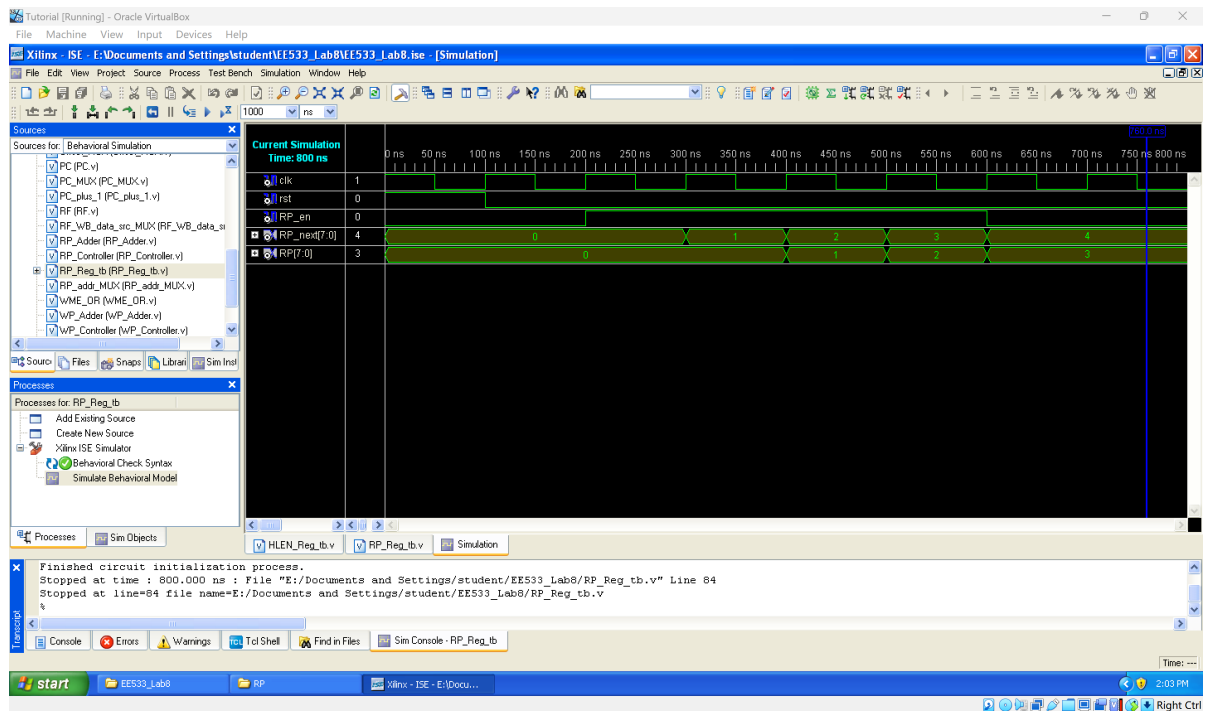 Tutorial [Running] - Oracle VirtualBox
File Machine View Input Devices Help
Xilinx - ISE - E:\Documents and Settings\student\EE533_Lab8\EE533_Lab8.ise - [Simulation]
File Edit View Project Source Process Test Bench Simulation Window Help
1000 ns
Sources
Sources for: Behavioral Simulation
PC (PC.v)
PC_MUX (PC_MUX.v)
PC_plus_1 (PC_plus_1.v)
RF (RF.v)
RF_WB_data_src_MUX (RF_WB_data_s
RP_Adder (RP_Adder.v)
RP_Controller (RP_Controller.v)
RP_Reg_tb (RP_Reg_tb.v)
RP_addr_MUX (RP_addr_MUX.v)
WME_OR (WME_OR.v)
WP_Adder (WP_Adder.v)
WP_Controller (WP_Controller.v)
Sourc Files Snaps Librari Sim Inst
Processes
Processes for: RP_Reg_tb
Add Existing Source
Create New Source
Xilinx ISE Simulator
Behavioral Check Syntax
Simulate Behavioral Model
Processes Sim Objects
Current Simulation
Time: 800 ns
760.0 ns
0 ns 50 ns 100 ns 150 ns 200 ns 250 ns 300 ns 350 ns 400 ns 450 ns 500 ns 550 ns 600 ns 650 ns 700 ns 750 ns 800 ns
clk 1
rst 0
RP_en 0
RP_next[7:0] 4 0 1 2 3 4
RP[7:0] 3 0 1 2 3
HLEN_Reg_tb.v RP_Reg_tb.v Simulation
Transcript
Finished circuit initialization process.
Stopped at time : 800.000 ns : File "E:/Documents and Settings/student/EE533_Lab8/RP_Reg_tb.v" Line 84
Stopped at line=84 file name=E:/Documents and Settings/student/EE533_Lab8/RP_Reg_tb.v
%
Console Errors Warnings Tcl Shell Find in Files Sim Console - RP_Reg_tb
Time: ---
start EE533_Lab8 RP Xilinx - ISE - E:\Docu... 2:03 PM
Right Ctrl